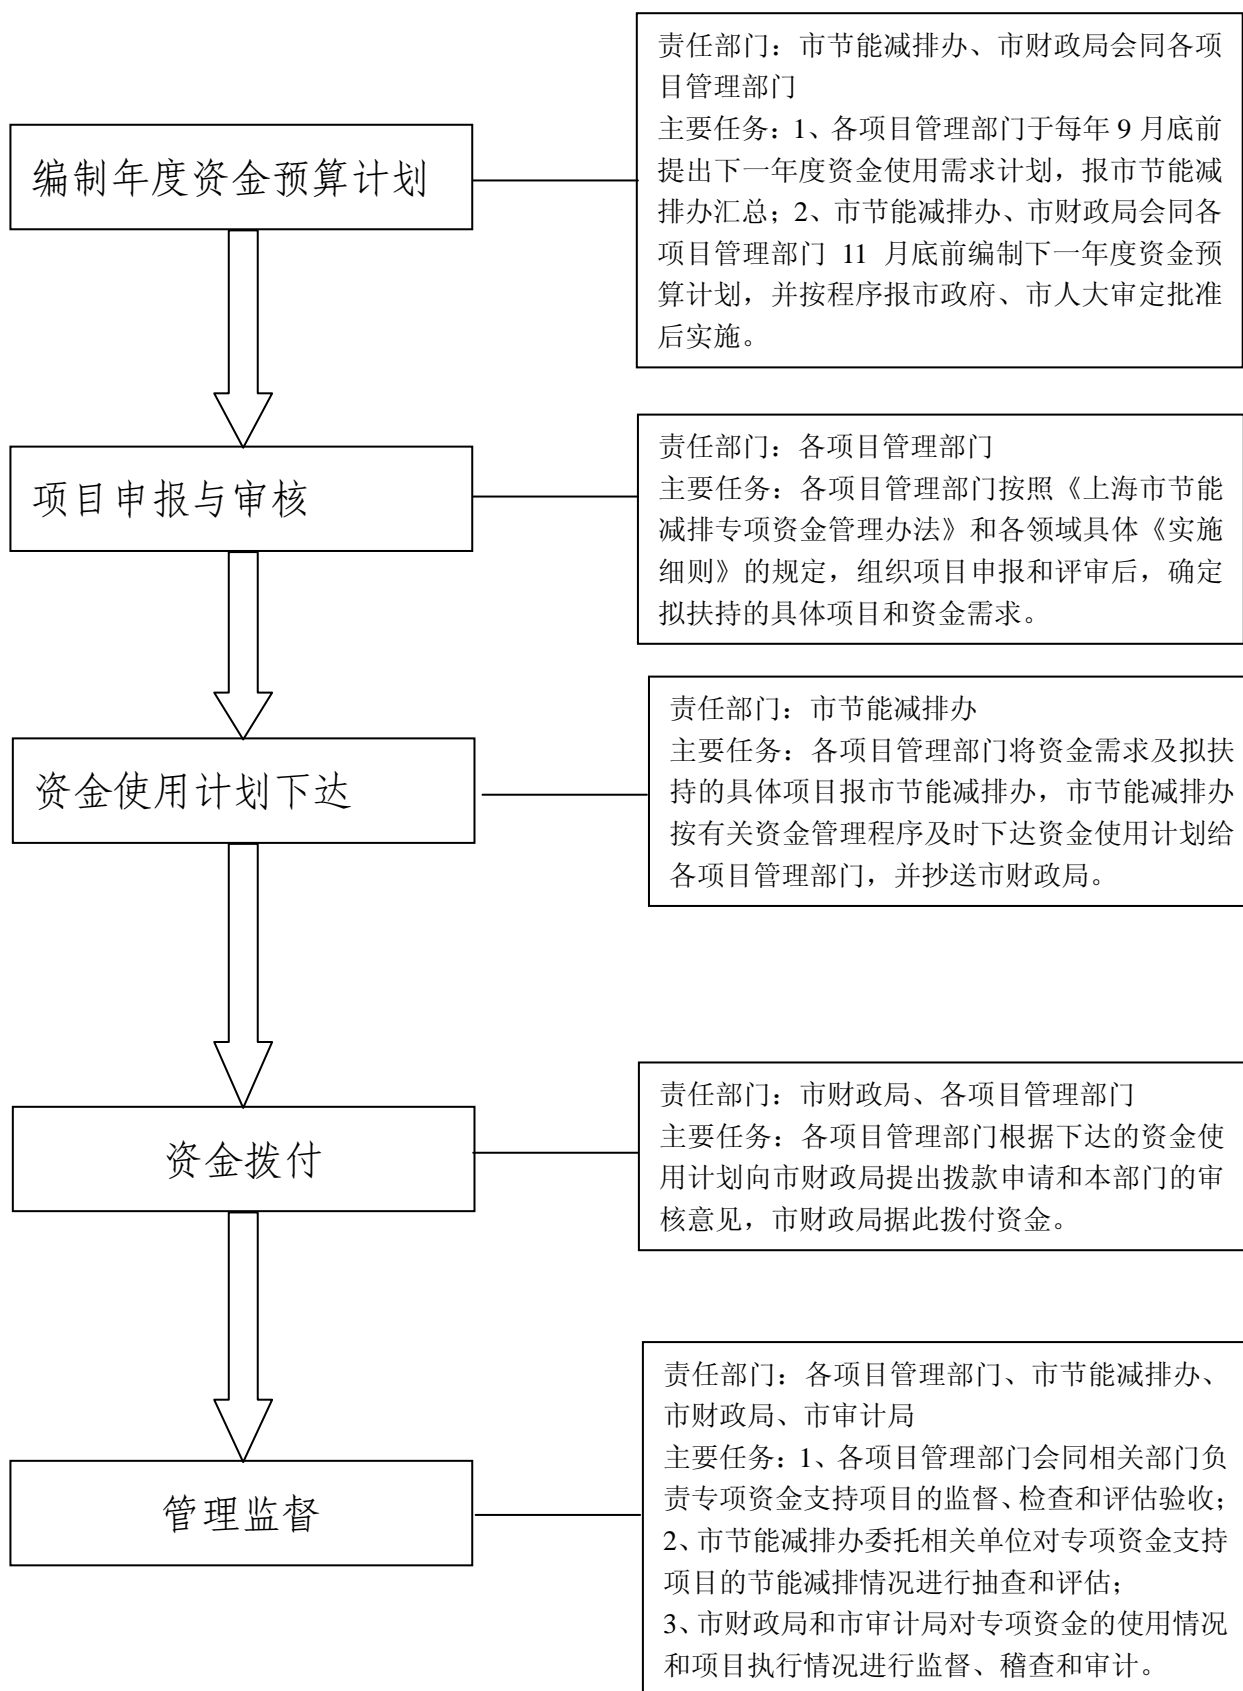 责任部门：市节能减排办、市财政局会同各项
目管理部门
主要任务：1、各项目管理部门于每年 9 月底前
提出下一年度资金使用需求计划，报市节能减
排办汇总；2、市节能减排办、市财政局会同各
项目管理部门 11 月底前编制下一年度资金预
算计划，并按程序报市政府、市人大审定批准
后实施。
编制年度资金预算计划
责任部门：各项目管理部门
主要任务：各项目管理部门按照《上海市节能
减排专项资金管理办法》和各领域具体《实施
细则》的规定，组织项目申报和评审后，确定
拟扶持的具体项目和资金需求。
项目申报与审核
责任部门：市节能减排办
主要任务：各项目管理部门将资金需求及拟扶
持的具体项目报市节能减排办，市节能减排办
按有关资金管理程序及时下达资金使用计划给
各项目管理部门，并抄送市财政局。
资金使用计划下达
责任部门：市财政局、各项目管理部门
主要任务：各项目管理部门根据下达的资金使
用计划向市财政局提出拨款申请和本部门的审
核意见，市财政局据此拨付资金。
资金拨付
责任部门：各项目管理部门、市节能减排办、
市财政局、市审计局
主要任务：1、各项目管理部门会同相关部门负
责专项资金支持项目的监督、检查和评估验收；
2、市节能减排办委托相关单位对专项资金支持
项目的节能减排情况进行抽查和评估；
3、市财政局和市审计局对专项资金的使用情况
和项目执行情况进行监督、稽查和审计。
管理监督